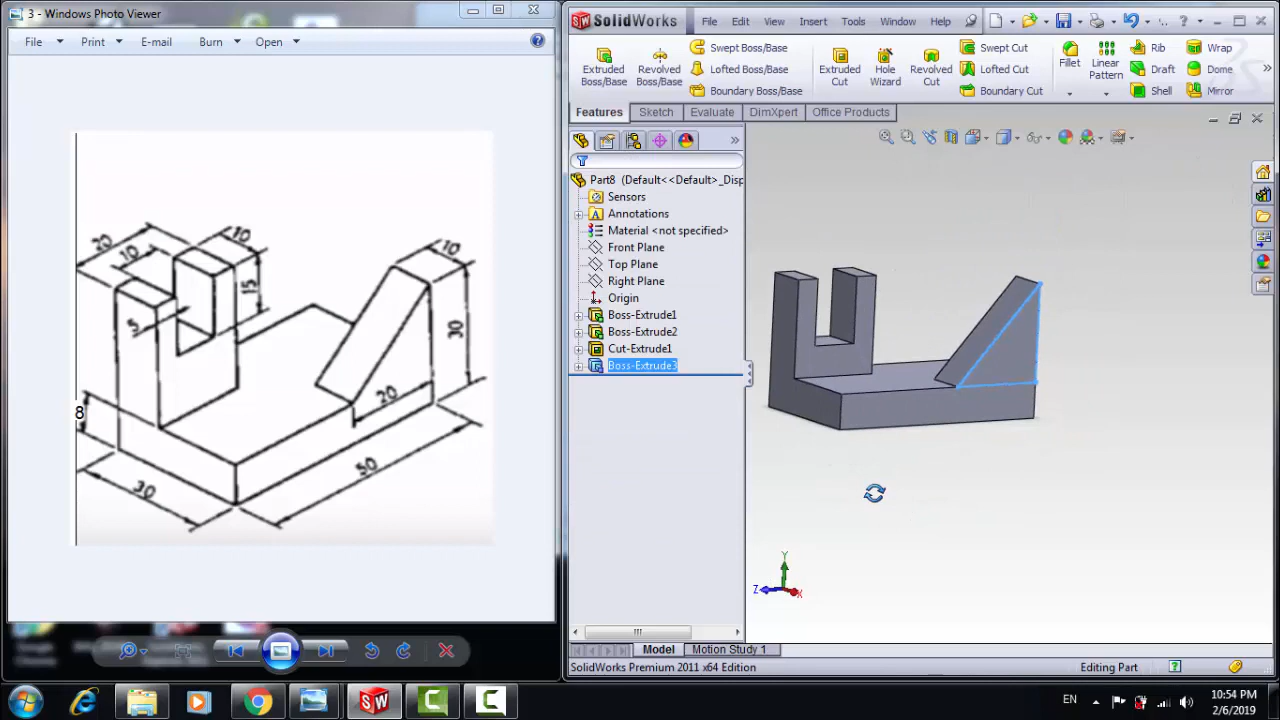 3 - Windows Photo Viewer
File Print E-mail Burn Open
20
10
10
15
5
10
30
20
8
50
30
SolidWorks File Edit View Insert Tools Window Help
Extruded Boss/Base
Revolved Boss/Base
Swept Boss/Base
Lofted Boss/Base
Boundary Boss/Base
Extruded Cut
Hole Wizard
Revolved Cut
Swept Cut
Lofted Cut
Boundary Cut
Fillet
Linear Pattern
Rib
Draft
Shell
Wrap
Dome
Mirror
Features Sketch Evaluate DimXpert Office Products
Part8 (Default<<Default>_Disp
Sensors
Annotations
Material <not specified>
Front Plane
Top Plane
Right Plane
Origin
Boss-Extrude1
Boss-Extrude2
Cut-Extrude1
Boss-Extrude3
Y
Z
X
Model Motion Study 1
SolidWorks Premium 2011 x64 Edition Editing Part
EN 10:54 PM
2/6/2019